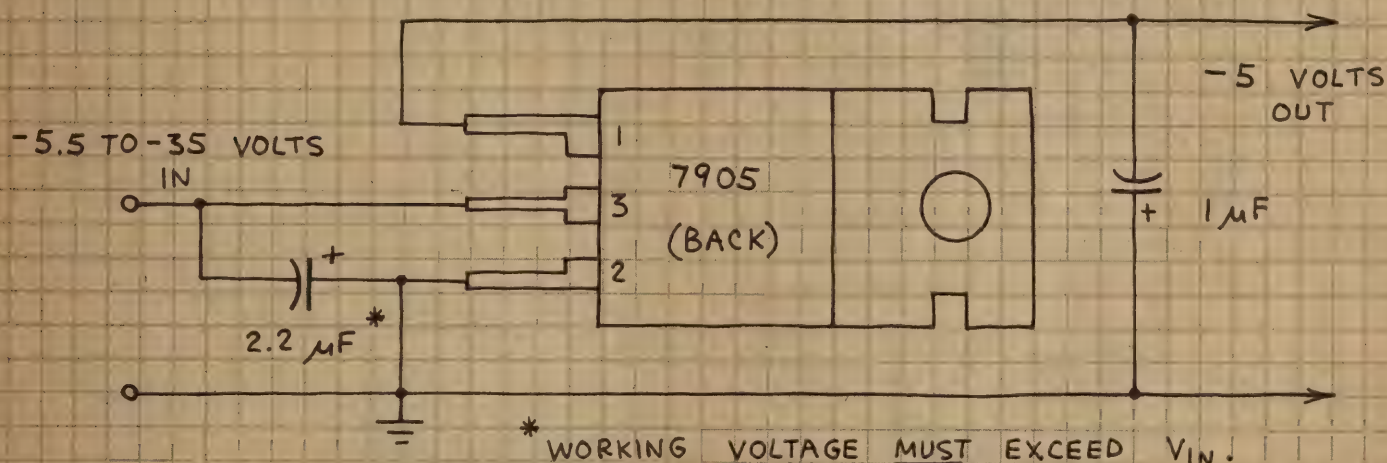 -5 VOLTS
OUT
-5.5 TO -35 VOLTS
IN
1
7905
3
(BACK)
2
+
1 µF
+
2.2 µF *
* WORKING VOLTAGE MUST EXCEED VIN.